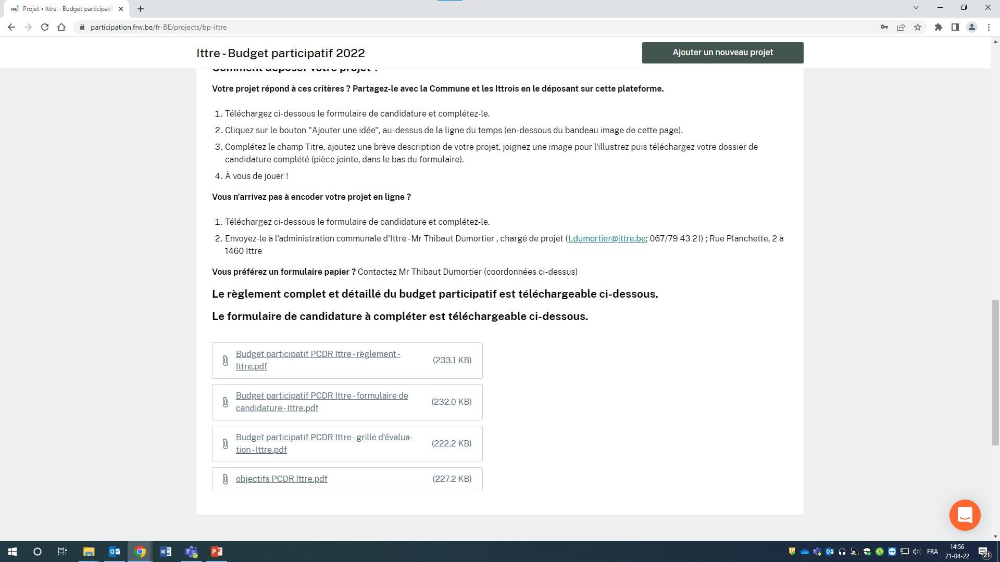 Projet • Ittre - Budget participatif
participation.frw.be/fr-BE/projects/bp-ittre
Ittre - Budget participatif 2022
Ajouter un nouveau projet
Comment déposer votre projet ?
Votre projet répond à ces critères ? Partagez-le avec la Commune et les Ittrois en le déposant sur cette plateforme.
1. Téléchargez ci-dessous le formulaire de candidature et complétez-le.
2. Cliquez sur le bouton "Ajouter une idée", au-dessus de la ligne du temps (en-dessous du bandeau image de cette page).
3. Complétez le champ Titre, ajoutez une brève description de votre projet, joignez une image pour l'illustrez puis téléchargez votre dossier de
candidature complété (pièce jointe, dans le bas du formulaire).
4. À vous de jouer !
Vous n'arrivez pas à encoder votre projet en ligne ?
1. Téléchargez ci-dessous le formulaire de candidature et complétez-le.
2. Envoyez-le à l'administration communale d'Ittre - Mr Thibaut Dumortier , chargé de projet (t.dumortier@ittre.be; 067/79 43 21) ; Rue Planchette, 2 à
1460 Ittre
Vous préférez un formulaire papier ? Contactez Mr Thibaut Dumortier (coordonnées ci-dessus)
Le règlement complet et détaillé du budget participatif est téléchargeable ci-dessous.
Le formulaire de candidature à compléter est téléchargeable ci-dessous.
Budget participatif PCDR Ittre - règlement -
Ittre.pdf
(233.1 KB)
Budget participatif PCDR Ittre - formulaire de
candidature - Ittre.pdf
(232.0 KB)
Budget participatif PCDR Ittre - grille d'évalua-
tion - Ittre.pdf
(222.2 KB)
objectifs PCDR Ittre.pdf
(227.2 KB)
FRA
14:56
21-04-22
21